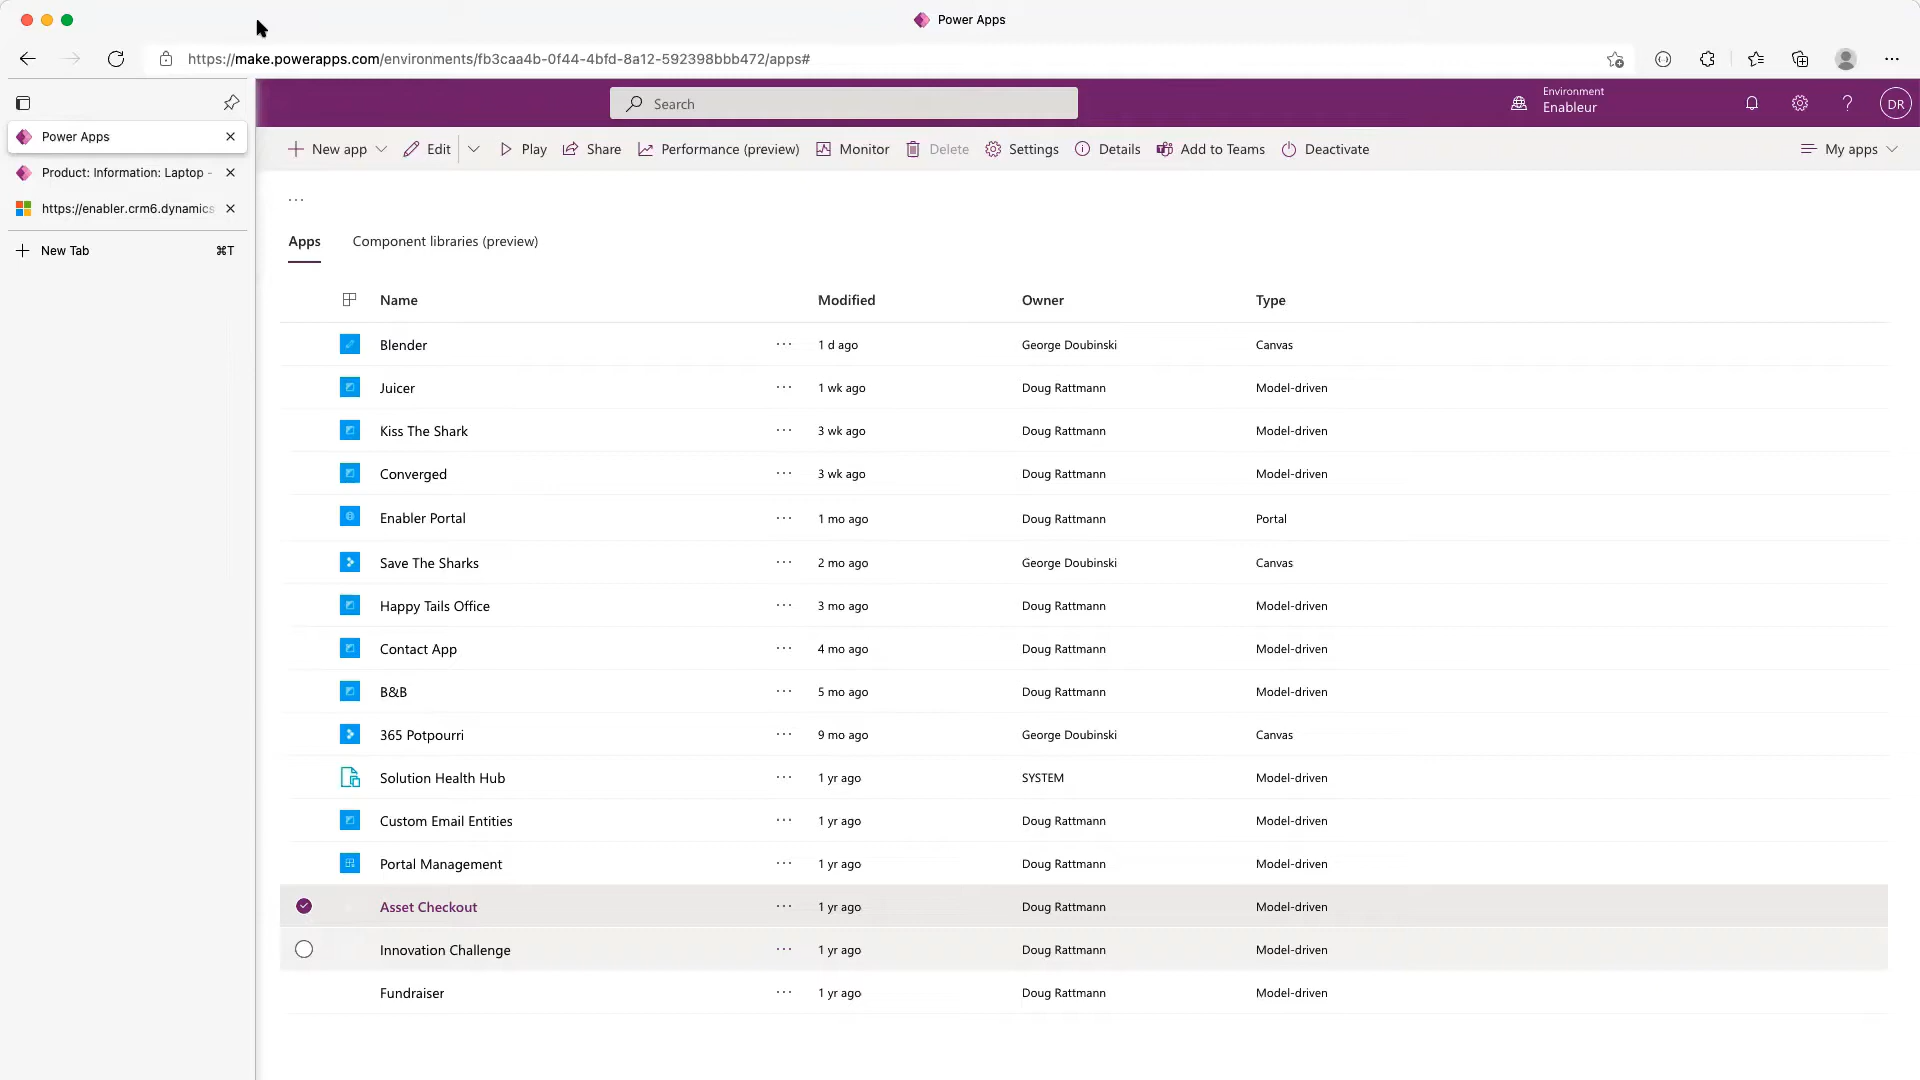 Power Apps
https://make.powerapps.com/environments/fb3caa4b-0f44-4bfd-8a12-592398bbb472/apps#
Power Apps
Product: Information: Laptop -
https://enabler.crm6.dynamics
New Tab ⌘T
Search
Environment
Enableur
DR
New app Edit Play Share Performance (preview) Monitor Delete Settings Details Add to Teams Deactivate My apps
...
Apps Component libraries (preview)
Name Modified Owner Type
Blender ... 1 d ago George Doubinski Canvas
Juicer ... 1 wk ago Doug Rattmann Model-driven
Kiss The Shark ... 3 wk ago Doug Rattmann Model-driven
Converged ... 3 wk ago Doug Rattmann Model-driven
Enabler Portal ... 1 mo ago Doug Rattmann Portal
Save The Sharks ... 2 mo ago George Doubinski Canvas
Happy Tails Office ... 3 mo ago Doug Rattmann Model-driven
Contact App ... 4 mo ago Doug Rattmann Model-driven
B&B ... 5 mo ago Doug Rattmann Model-driven
365 Potpourri ... 9 mo ago George Doubinski Canvas
Solution Health Hub ... 1 yr ago SYSTEM Model-driven
Custom Email Entities ... 1 yr ago Doug Rattmann Model-driven
Portal Management ... 1 yr ago Doug Rattmann Model-driven
Asset Checkout ... 1 yr ago Doug Rattmann Model-driven
Innovation Challenge ... 1 yr ago Doug Rattmann Model-driven
Fundraiser ... 1 yr ago Doug Rattmann Model-driven